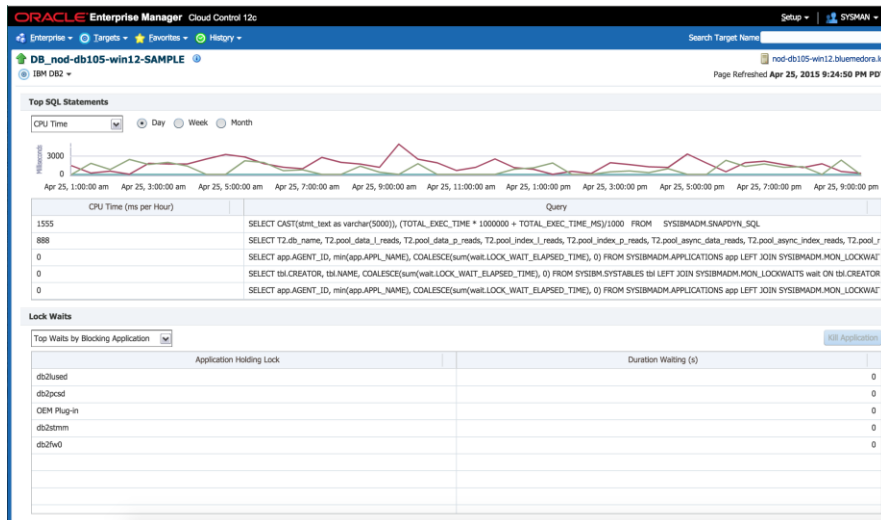 ORACLE Enterprise Manager Cloud Control 12c
Setup SYSMAN
Enterprise Targets Favorites History
Search Target Name
DB_nod-db105-win12-SAMPLE
nod-db105-win12.bluemedora.l
IBM DB2
Page Refreshed Apr 25, 2015 9:24:50 PM PD
Top SQL Statements
CPU Time Day Week Month
Milliseconds
3000
0
Apr 25, 1:00:00 am Apr 25, 3:00:00 am Apr 25, 5:00:00 am Apr 25, 7:00:00 am Apr 25, 9:00:00 am Apr 25, 11:00:00 am Apr 25, 1:00:00 pm Apr 25, 3:00:00 pm Apr 25, 5:00:00 pm Apr 25, 7:00:00 pm Apr 25, 9:00:00 pm
CPU Time (ms per Hour) Query
1555 SELECT CAST(stmt_text as varchar(5000)), (TOTAL_EXEC_TIME * 1000000 + TOTAL_EXEC_TIME_MS)/1000 FROM SYSIBMADM.SNAPDYN_SQL
888 SELECT T2.db_name, T2.pool_data_l_reads, T2.pool_data_p_reads, T2.pool_index_l_reads, T2.pool_index_p_reads, T2.pool_async_data_reads, T2.pool_async_index_reads, T2.pool_r
0 SELECT app.AGENT_ID, min(app.APPL_NAME), COALESCE(sum(wait.LOCK_WAIT_ELAPSED_TIME), 0) FROM SYSIBMADM.APPLICATIONS app LEFT JOIN SYSIBMADM.MON_LOCKWAI
0 SELECT tbl.CREATOR, tbl.NAME, COALESCE(sum(wait.LOCK_WAIT_ELAPSED_TIME), 0) FROM SYSIBM.SYSTABLES tbl LEFT JOIN SYSIBMADM.MON_LOCKWAITS wait ON tbl.CREATOR
0 SELECT app.AGENT_ID, min(app.APPL_NAME), COALESCE(sum(wait.LOCK_WAIT_ELAPSED_TIME), 0) FROM SYSIBMADM.APPLICATIONS app LEFT JOIN SYSIBMADM.MON_LOCKWAI
Lock Waits
Top Waits by Blocking Application
Kill Application
Application Holding Lock Duration Waiting (s)
db2lused 0
db2pcsd 0
OEM Plug-in 0
db2stmm 0
db2fw0 0